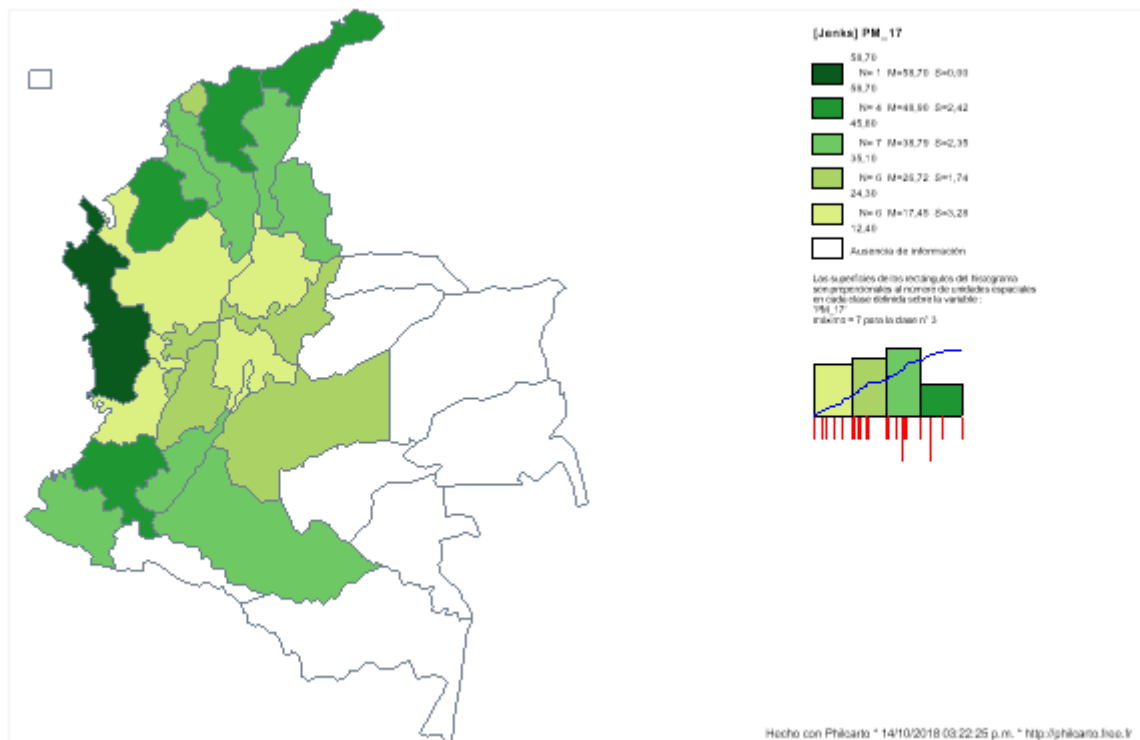 [Jenks] PM_17
58,70
N= 1 M=58,70 S=0,00
58,70
N= 4 M=48,90 S=2,42
45,80
N= 7 M=38,79 S=2,35
35,10
N= 6 M=26,72 S=1,74
24,30
N= 6 M=17,45 S=3,28
12,40
Ausencia de información
Las superficies de los rectángulos del histograma
son proporcionales al número de unidades espaciales
en cada clase definida sobre la variable :
'PM_17'
máximo = 7 para la clase n° 3
Hecho con Philcarto * 14/10/2018 03:22:25 p.m. * http://philcarto.free.fr